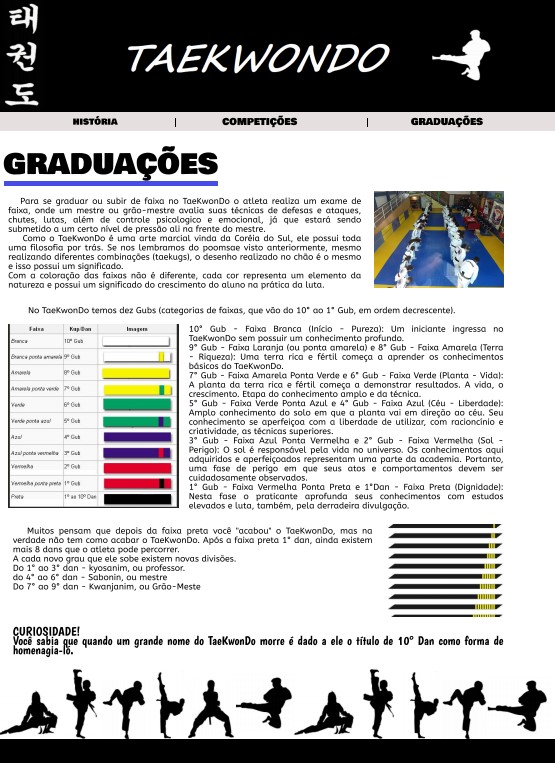 태
권
도
TAEKWONDO
HISTÓRIA | COMPETIÇÕES | GRADUAÇÕES
GRADUAÇÕES
Para se graduar ou subir de faixa no TaeKwonDo o atleta realiza um exame de
faixa, onde um mestre ou grão-mestre avalia suas técnicas de defesas e ataques,
chutes, lutas, além de controle psicologico e emocional, já que estará sendo
submetido a um certo nível de pressão ali na frente do mestre.
Como o TaeKwonDo é uma arte marcial vinda da Coréia do Sul, ele possui toda
uma filosofia por trás. Se nos lembramos do poomsae visto anteriormente, mesmo
realizando diferentes combinações (taekugs), o desenho realizado no chão é o mesmo
e isso possui um significado.
Com a coloração das faixas não é diferente, cada cor representa um elemento da
natureza e possui um significado do crescimento do aluno na prática da luta.
No TaeKwonDo temos dez Gubs (categorias de faixas, que vão do 10° ao 1° Gub, em ordem decrescente).
Faixa Kup/Dan Imagem
Branca 10º Gub
Branca ponta amarela 9º Gub
Amarela 8º Gub
Amarela ponta verde 7º Gub
Verde 6º Gub
Verde ponta azul 5º Gub
Azul 4º Gub
Azul ponta vermelha 3º Gub
Vermelha 2º Gub
Vermelha ponta preta 1º Gub
Preta 1º ao 10º Dan
10° Gub - Faixa Branca (Início - Pureza): Um iniciante ingressa no
TaeKwonDo sem possuir um conhecimento profundo.
9° Gub - Faixa Laranja (ou ponta amarela) e 8° Gub - Faixa Amarela (Terra
- Riqueza): Uma terra rica e fértil começa a aprender os conhecimentos
básicos do TaeKwonDo.
7° Gub - Faixa Amarela Ponta Verde e 6° Gub - Faixa Verde (Planta - Vida):
A planta da terra rica e fértil começa a demonstrar resultados. A vida, o
crescimento. Etapa do conhecimento amplo e da técnica.
5° Gub - Faixa Verde Ponta Azul e 4° Gub - Faixa Azul (Céu - Liberdade):
Amplo conhecimento do solo em que a planta vai em direção ao céu. Seu
conhecimento se aperfeiçoa com a liberdade de utilizar, com raciocínio e
criatividade, as técnicas superiores.
3° Gub - Faixa Azul Ponta Vermelha e 2° Gub - Faixa Vermelha (Sol -
Perigo): O sol é responsável pela vida no universo. Os conhecimentos aqui
adquiridos e aperfeiçoados representam uma parte da academia. Portanto,
uma fase de perigo em que seus atos e comportamentos devem ser
cuidadosamente observados.
1° Gub - Faixa Vermelha Ponta Preta e 1°Dan - Faixa Preta (Dignidade):
Nesta fase o praticante aprofunda seus conhecimentos com estudos
elevados e luta, também, pela derradeira divulgação.
Muitos pensam que depois da faixa preta você "acabou" o TaeKwonDo, mas na
verdade não tem como acabar o TaeKwonDo. Após a faixa preta 1° dan, ainda existem
mais 8 dans que o atleta pode percorrer.
A cada novo grau que ele sobe existem novas divisões.
Do 1° ao 3° dan - kyosanim, ou professor.
do 4° ao 6° dan - Sabonin, ou mestre
Do 7° ao 9° dan - Kwanjanim, ou Grão-Meste
CURIOSIDADE!
Você sabia que quando um grande nome do TaeKwonDo morre é dado a ele o título de 10° Dan como forma de
homenagia-lo.